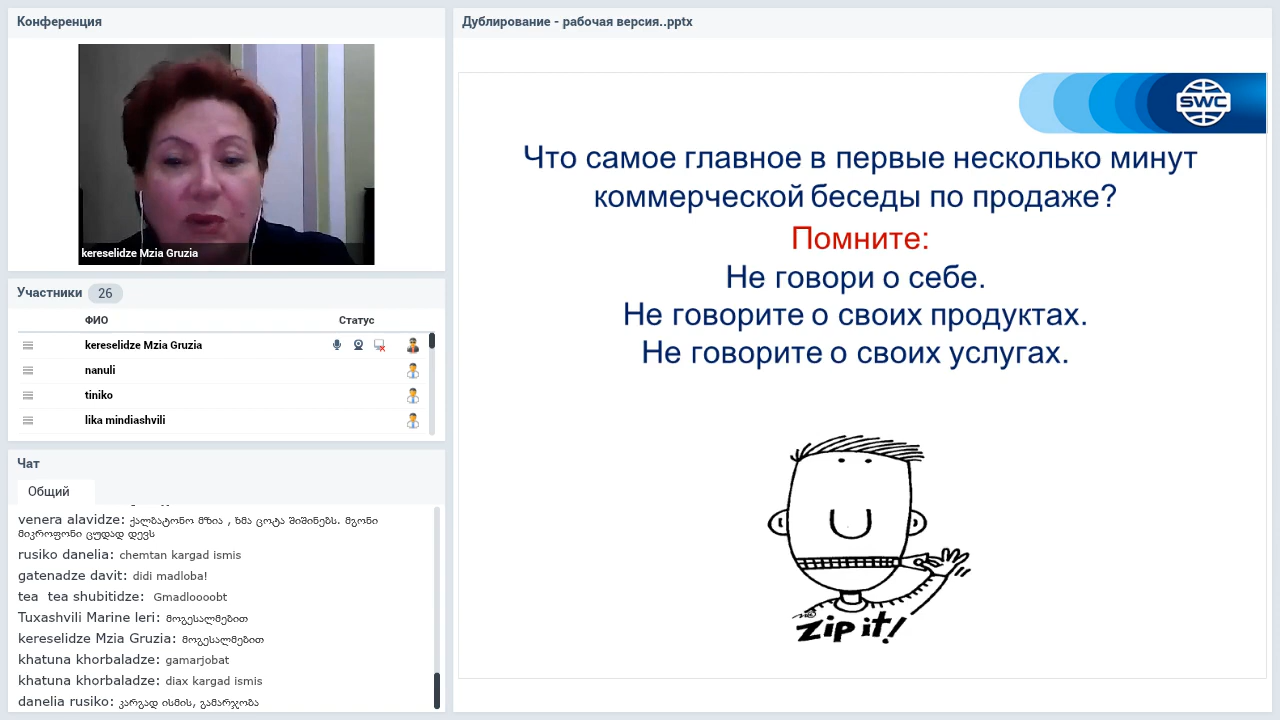 Конференция
kereselidze Mzia Gruzia
Участники 26
ФИО Статус
kereselidze Mzia Gruzia
nanuli
tiniko
lika mindiashvili
Чат
Общий
venera alavidze: ქალბატონო მზია , ხმა ცოტა შიშინებს. მგონი
მიკროფონი ცუდად დევს
rusiko danelia: chemtan kargad ismis
gatenadze davit: didi madloba!
tea tea shubitidze: Gmadloooobt
Tuxashvili Marine leri: მოგესალმებით
kereselidze Mzia Gruzia: მოგესალმებით
khatuna khorbaladze: gamarjobat
khatuna khorbaladze: diax kargad ismis
danelia rusiko: კარგად ისმის, გამარჯობა
Дублирование - рабочая версия..pptx
SWC
Что самое главное в первые несколько минут
коммерческой беседы по продаже?
Помните:
Не говори о себе.
Не говорите о своих продуктах.
Не говорите о своих услугах.
zip it!